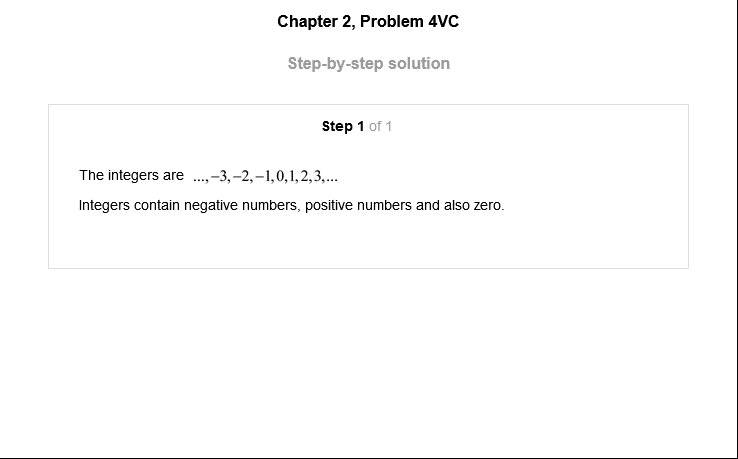 Chapter 2, Problem 4VC
Step-by-step solution
Step 1 of 1
The integers are ...,−3,−2,−1,0,1,2,3,...
Integers contain negative numbers, positive numbers and also zero.